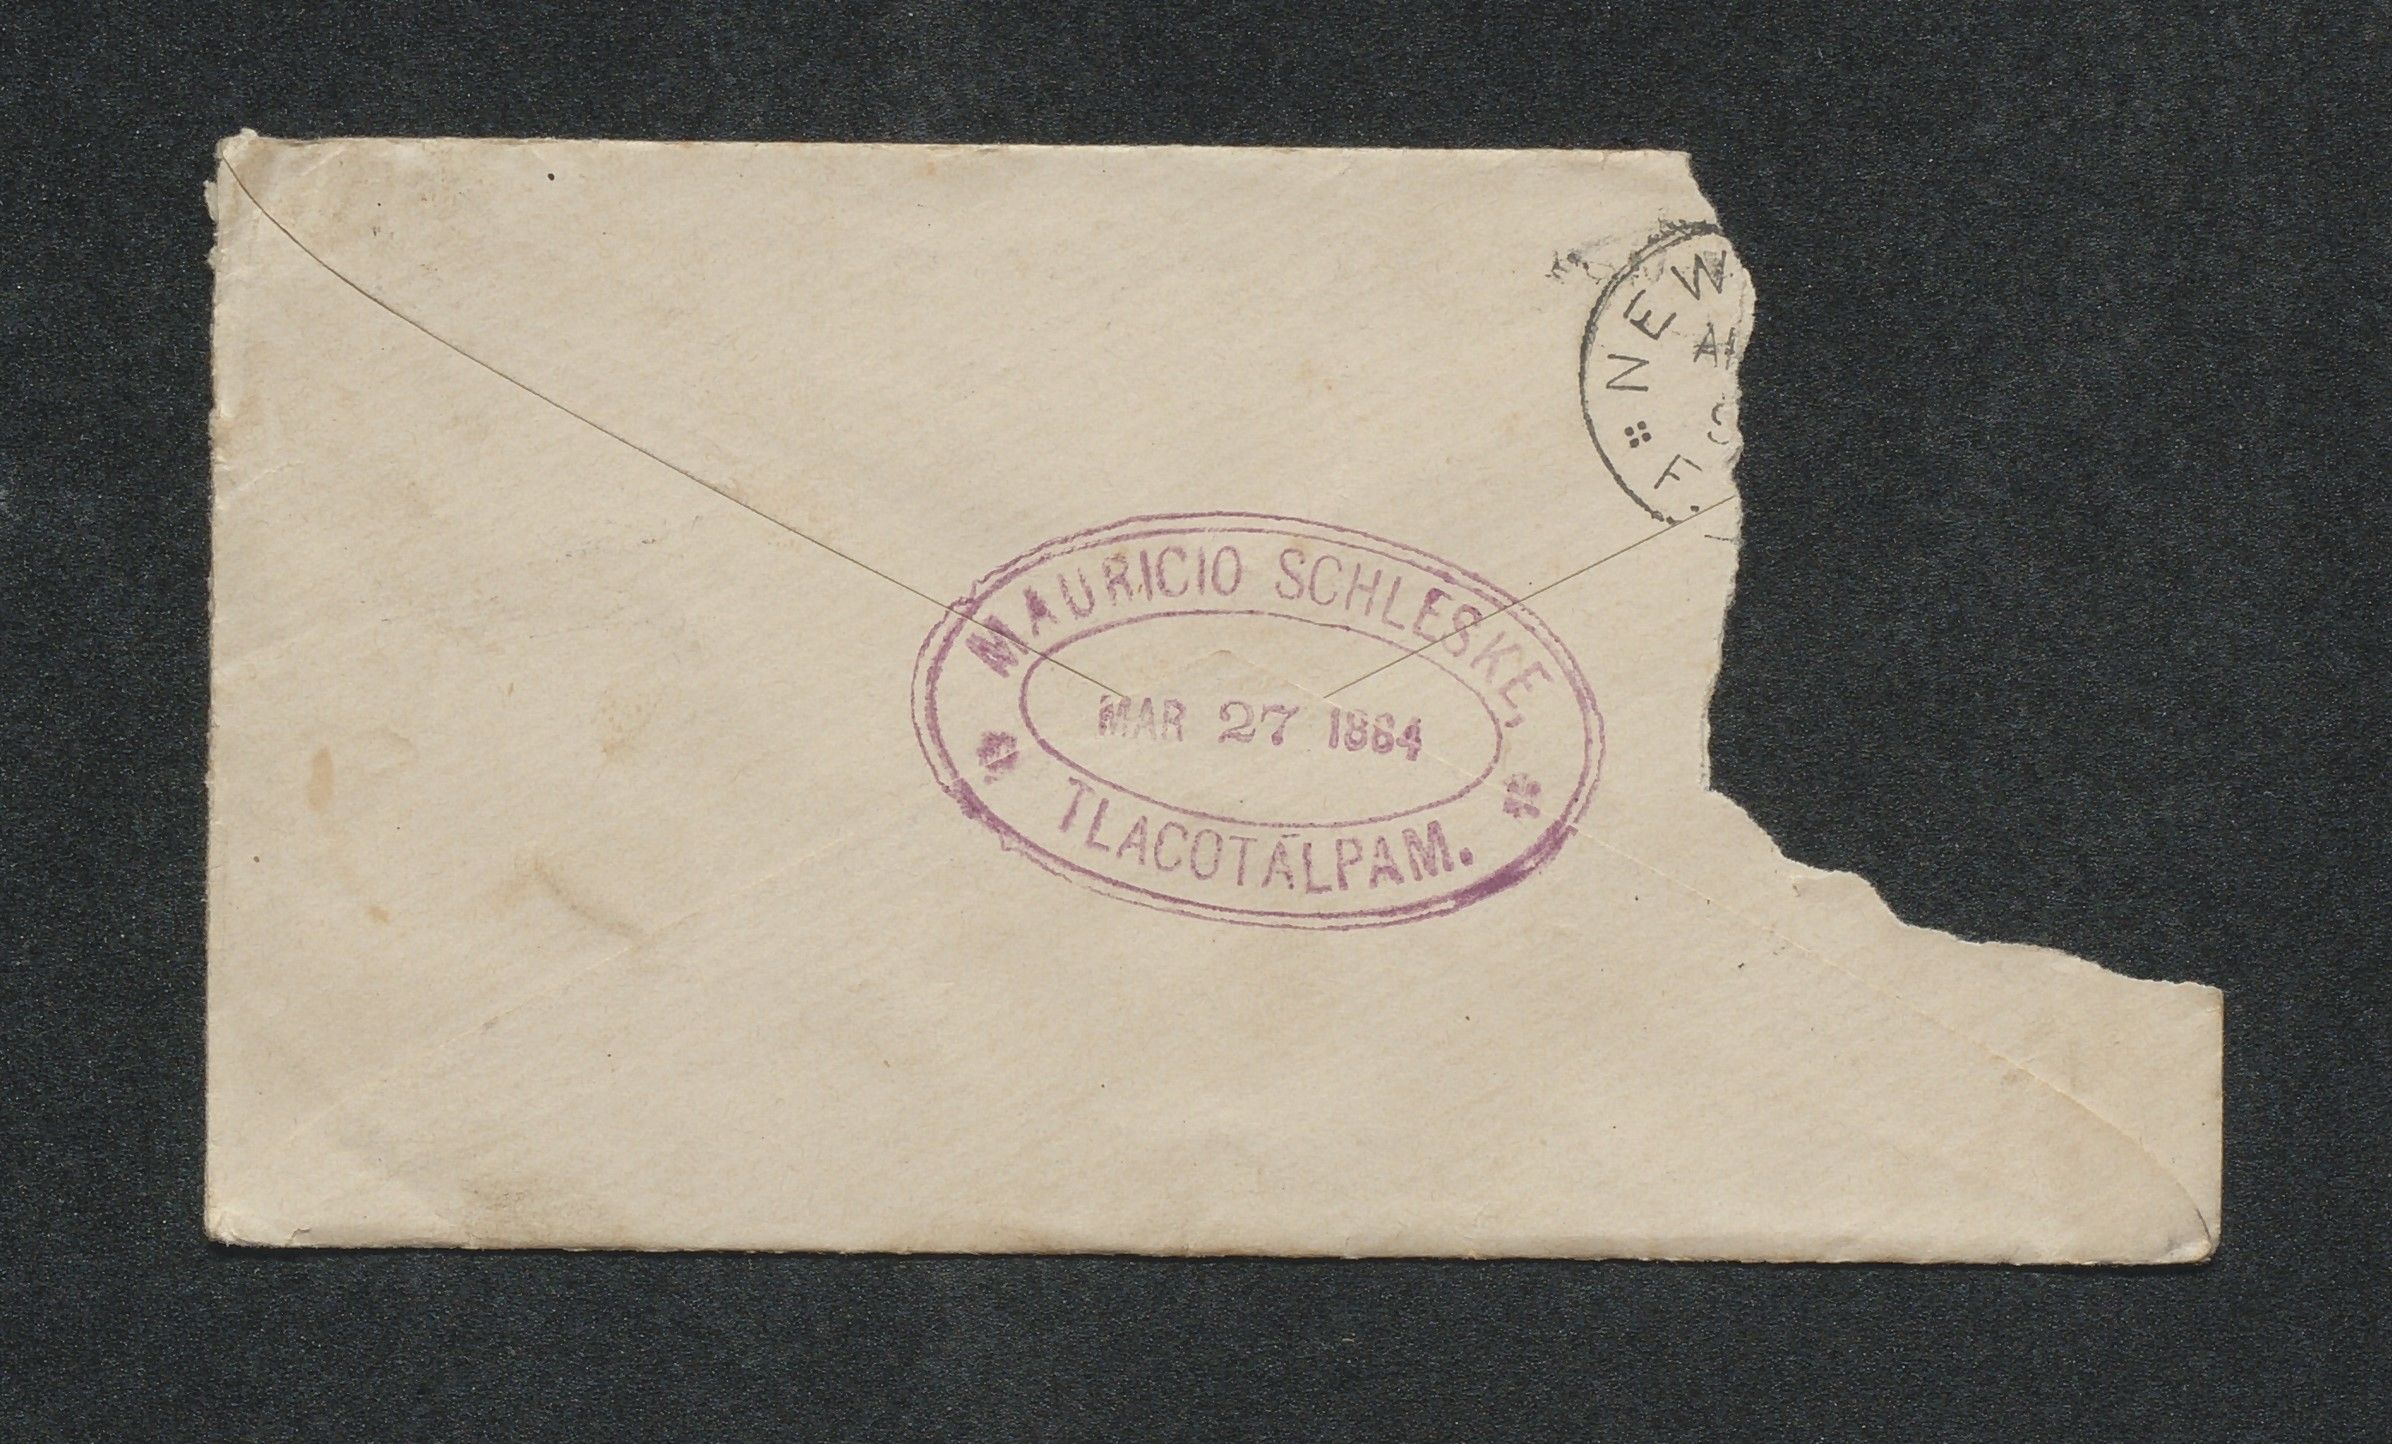 NEW
MAURICIO SCHLESKE,
MAR 27 1884
TLACOTALPAM.